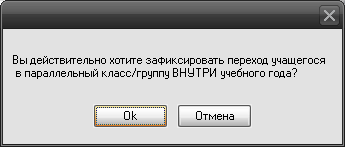 Вы действительно хотите зафиксировать переход учащегося
в параллельный класс/группу ВНУТРИ учебного года?
Ok
Отмена